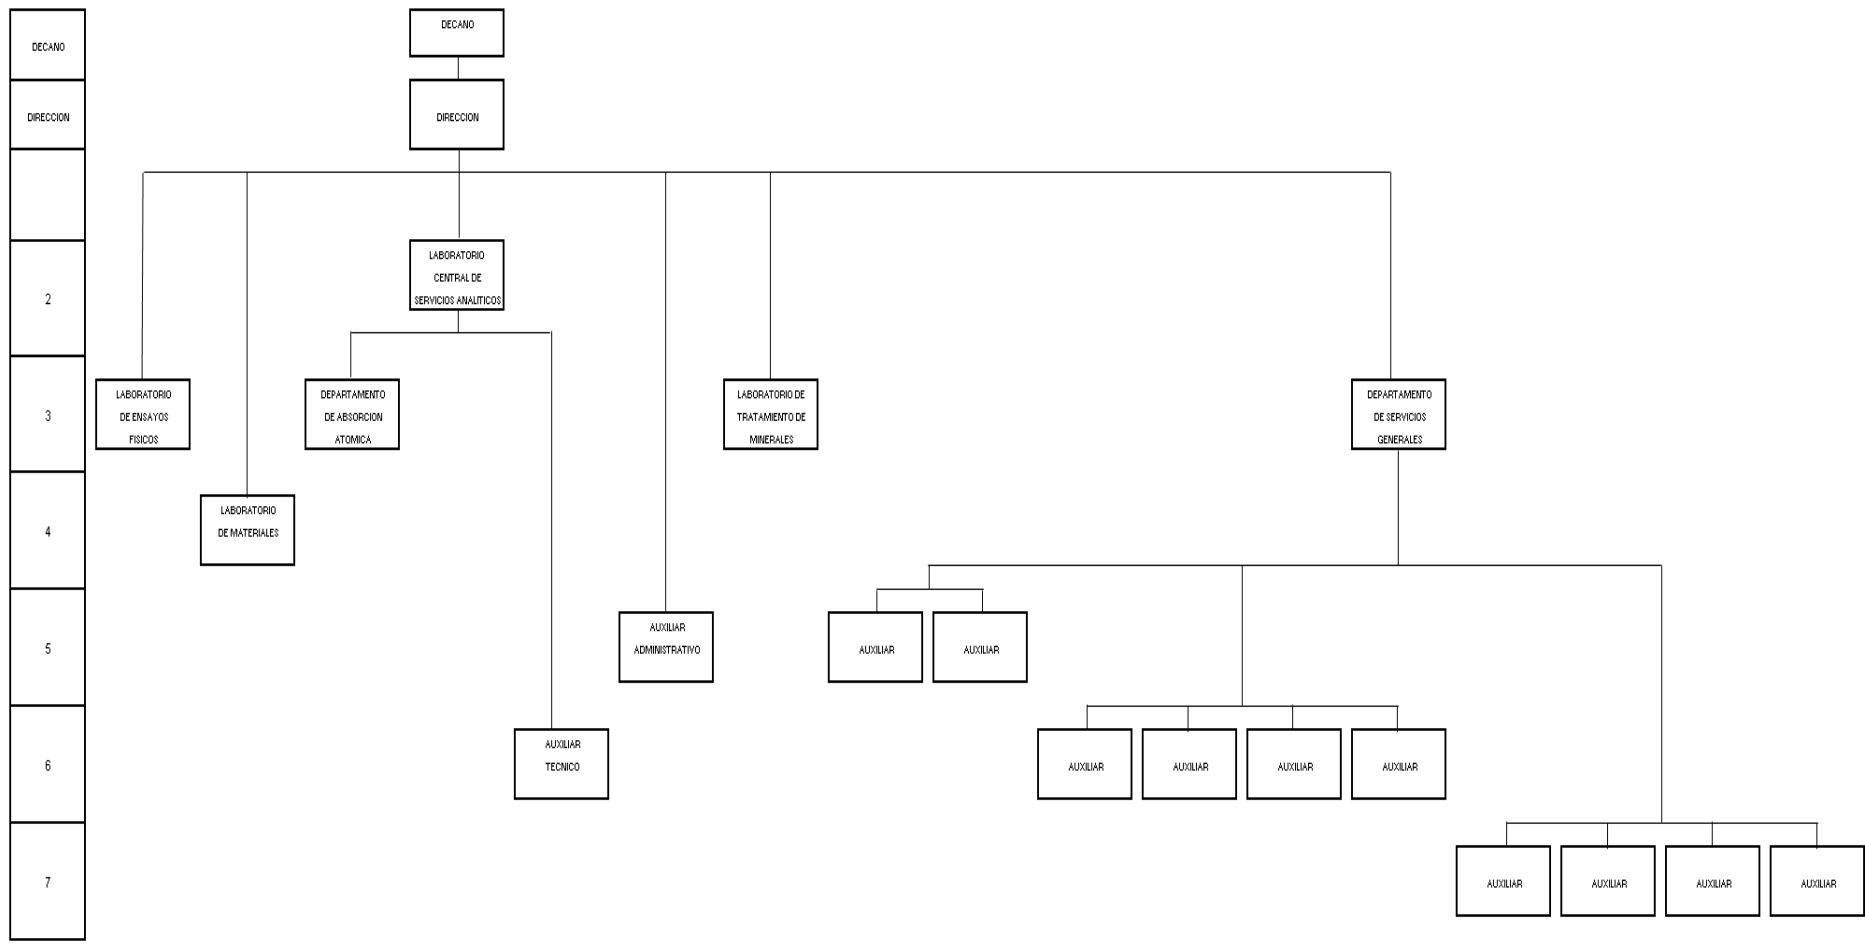 DECANO
DECANO
DIRECCION
DIRECCION
2
LABORATORIO
CENTRAL DE
SERVICIOS ANALITICOS
3
LABORATORIO
DE ENSAYOS
FISICOS
DEPARTAMENTO
DE ABSORCION
ATOMICA
LABORATORIO DE
TRATAMIENTO DE
MINERALES
DEPARTAMENTO
DE SERVICIOS
GENERALES
4
LABORATORIO
DE MATERIALES
5
AUXILIAR
ADMINISTRATIVO
AUXILIAR
AUXILIAR
6
AUXILIAR
TECNICO
AUXILIAR
AUXILIAR
AUXILIAR
AUXILIAR
7
AUXILIAR
AUXILIAR
AUXILIAR
AUXILIAR